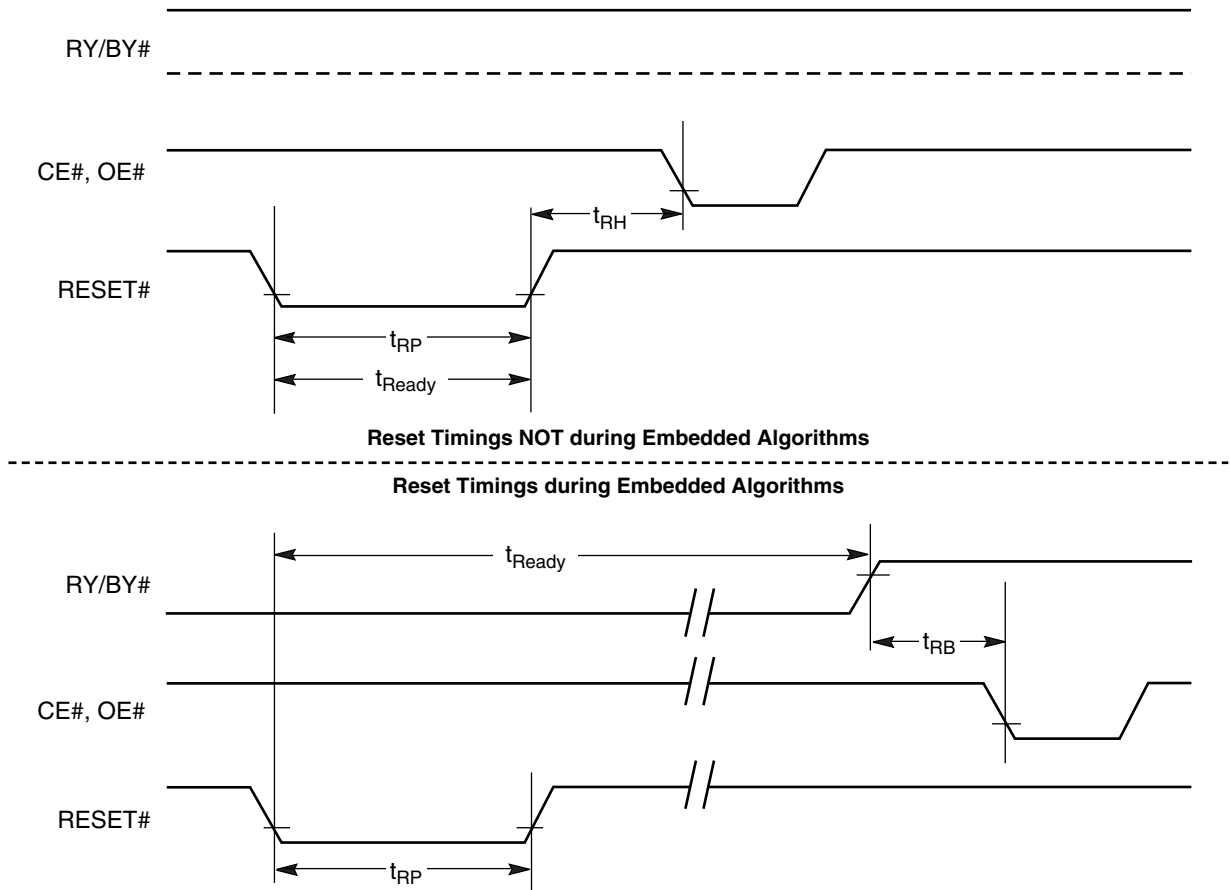 RY/BY#
CE#, OE#
tRH
RESET#
tRP
tReady
Reset Timings NOT during Embedded Algorithms
Reset Timings during Embedded Algorithms
tReady
RY/BY#
tRB
CE#, OE#
RESET#
tRP